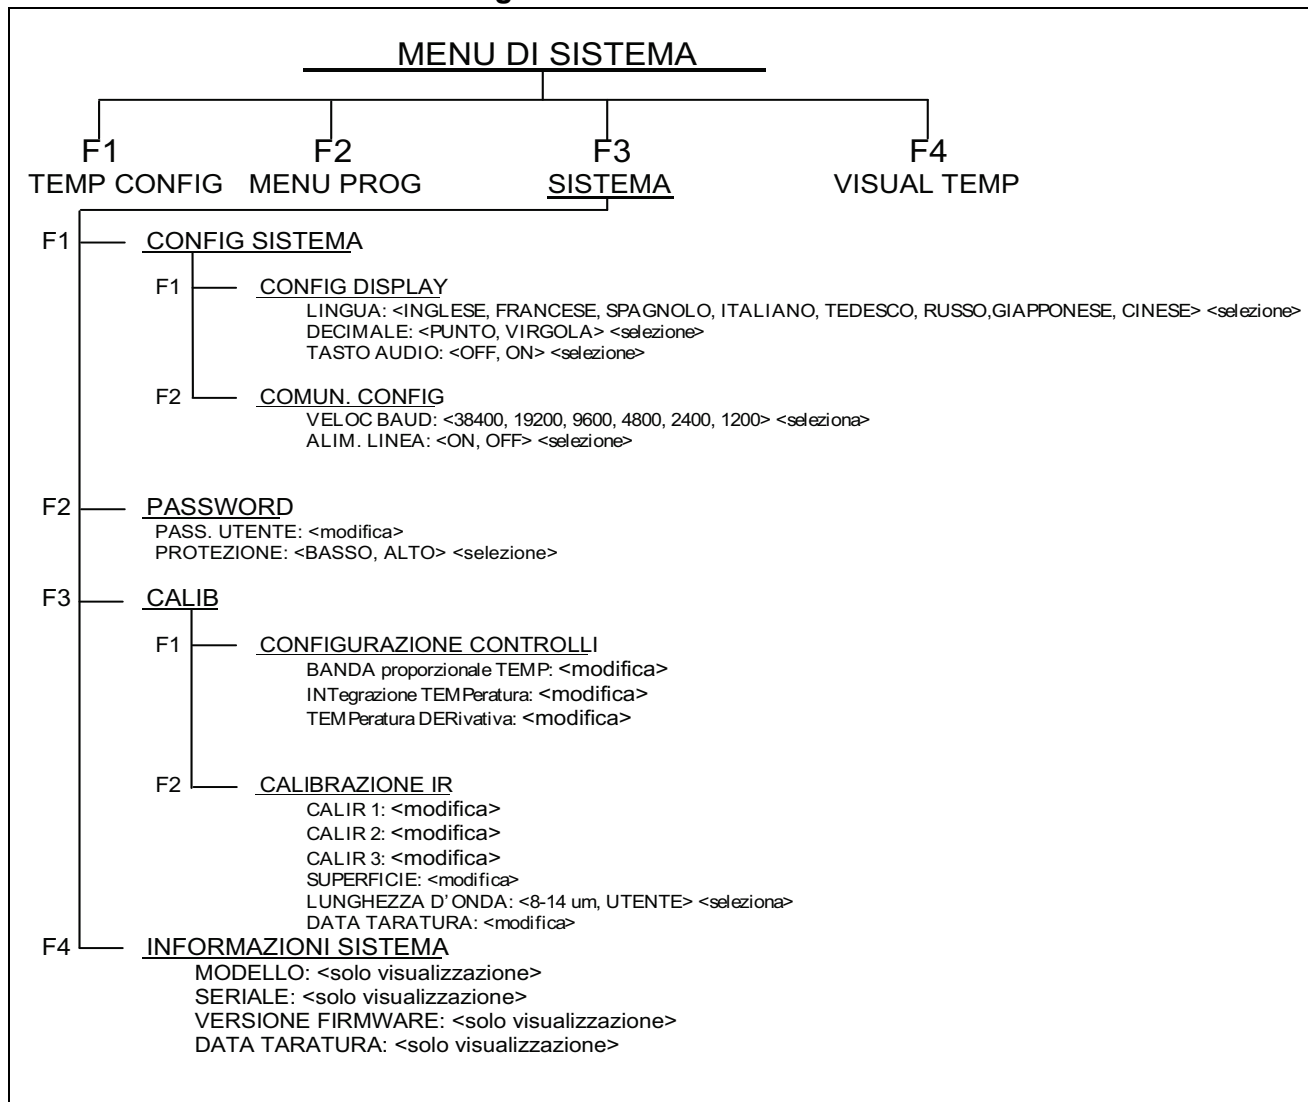 g
MENU DI SISTEMA
F1 F2 F3 F4
TEMP CONFIG MENU PROG SISTEMA VISUAL TEMP
F1 CONFIG SISTEMA
F1 CONFIG DISPLAY
LINGUA: <INGLESE, FRANCESE, SPAGNOLO, ITALIANO, TEDESCO, RUSSO,GIAPPONESE, CINESE> <selezione>
DECIMALE: <PUNTO, VIRGOLA> <selezione>
TASTO AUDIO: <OFF, ON> <selezione>
F2 COMUN. CONFIG
VELOC BAUD: <38400, 19200, 9600, 4800, 2400, 1200> <seleziona>
ALIM. LINEA: <ON, OFF> <selezione>
F2 PASSWORD
PASS. UTENTE: <modifica>
PROTEZIONE: <BASSO, ALTO> <selezione>
F3 CALIB
F1 CONFIGURAZIONE CONTROLLI
BANDA proporzionale TEMP: <modifica>
INTegrazione TEMPeratura: <modifica>
TEMPeratura DERivativa: <modifica>
F2 CALIBRAZIONE IR
CALIR 1: <modifica>
CALIR 2: <modifica>
CALIR 3: <modifica>
SUPERFICIE: <modifica>
LUNGHEZZA D'ONDA: <8-14 um, UTENTE> <seleziona>
DATA TARATURA: <modifica>
F4 INFORMAZIONI SISTEMA
MODELLO: <solo visualizzazione>
SERIALE: <solo visualizzazione>
VERSIONE FIRMWARE: <solo visualizzazione>
DATA TARATURA: <solo visualizzazione>